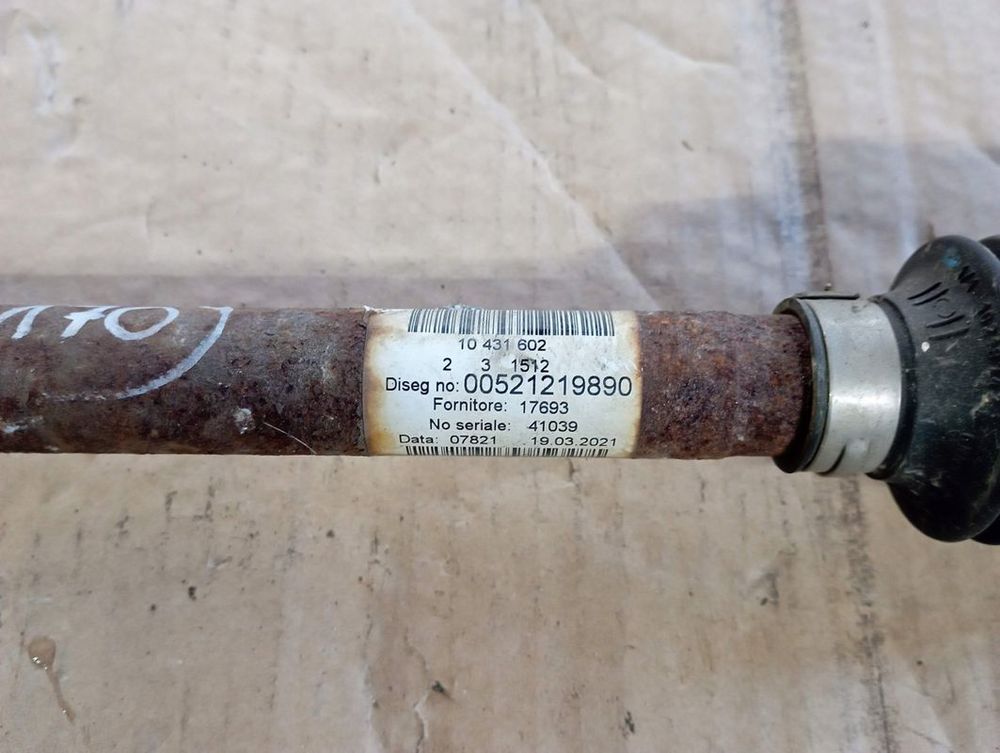 170
10 431 602
2 3 1512
Diseg no: 00521219890
Fornitore: 17693
No seriale: 41039
Data: 07821 19.03.2021